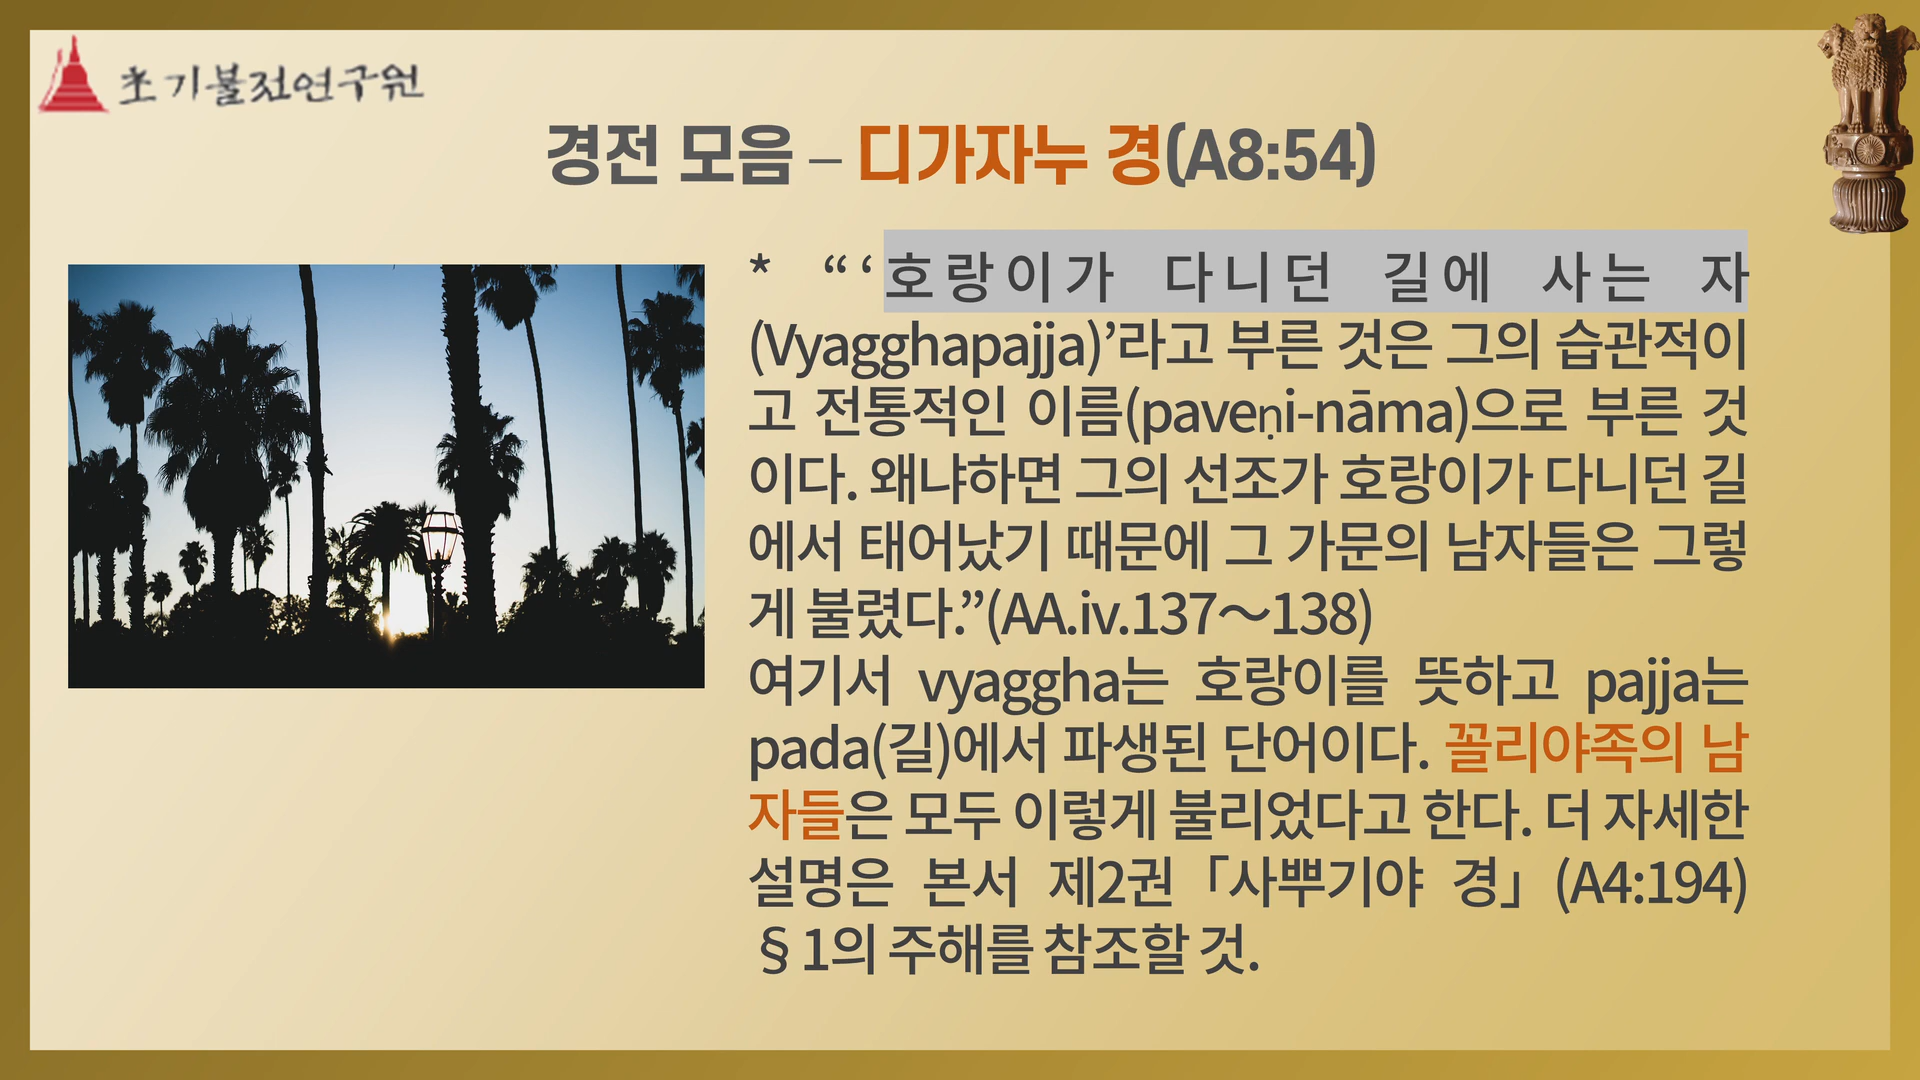 초기불전연구원
경전 모음 – 디가자누 경(A8:54)
* “‘호랑이가 다니던 길에 사는 자
(Vyagghapajja)’라고 부른 것은 그의 습관적이
고 전통적인 이름(paveṇi-nāma)으로 부른 것
이다. 왜냐하면 그의 선조가 호랑이가 다니던 길
에서 태어났기 때문에 그 가문의 남자들은 그렇
게 불렸다.”(AA.iv.137～138)
여기서 vyaggha는 호랑이를 뜻하고 pajja는
pada(길)에서 파생된 단어이다. 꼴리야족의 남
자들은 모두 이렇게 불리었다고 한다. 더 자세한
설명은 본서 제2권「사뿌기야 경」(A4:194)
§1의 주해를 참조할 것.